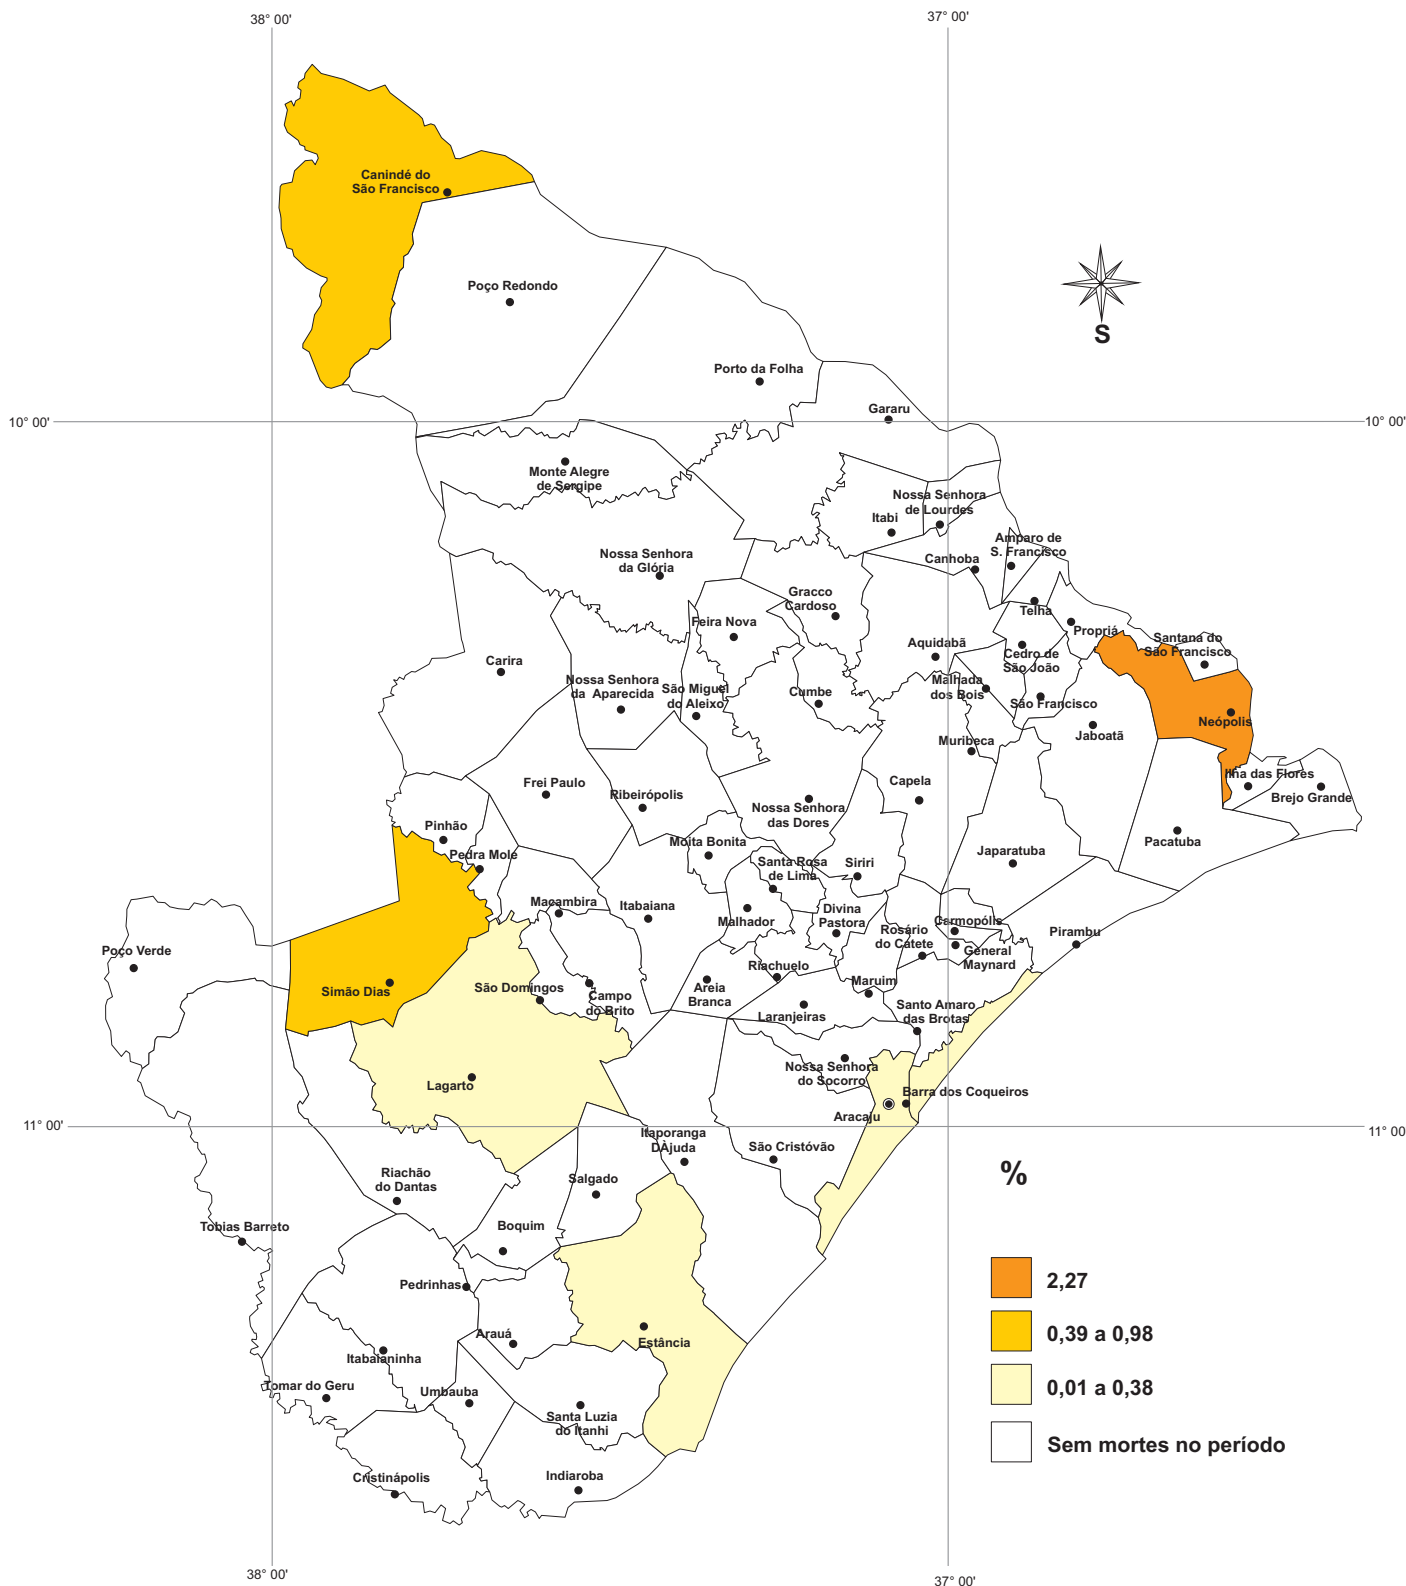 38° 00'
37° 00'
Canindé do
São Francisco
Poço Redondo
S
Porto da Folha
Gararu
10° 00'
10° 00'
Monte Alegre
de Sergipe
Nossa Senhora
de Lourdes
Itabi
Amparo de
S. Francisco
Nossa Senhora
da Glória
Canhoba
Gracco
Cardoso
Telha
Feira Nova
Propriá
Santana do
São Francisco
Aquidabã
Cedro de
São João
Carira
Nossa Senhora
da Aparecida
São Miguel
do Aleixo
Cumbe
Malhada
dos Bois
São Francisco
Neópolis
Jaboatã
Muribeca
Frei Paulo
Ribeirópolis
Capela
Ilha das Flores
Brejo Grande
Nossa Senhora
das Dores
Pinhão
Moita Bonita
Pacatuba
Pedra Mole
Santa Rosa
de Lima
Siriri
Japaratuba
Macambira
Itabaiana
Malhador
Divina
Pastora
Carmopólis
Rosário
do Catete
Pirambu
Poço Verde
General
Maynard
Riachuelo
Simão Dias
São Domingos
Campo
do Brito
Areia
Branca
Maruim
Laranjeiras
Santo Amaro
das Brotas
Nossa Senhora
do Socorro
Lagarto
Barra dos Coqueiros
Aracaju
11° 00'
11° 00
Itaporanga
DÀjuda
São Cristóvão
%
Riachão
do Dantas
Salgado
Tobias Barreto
Boquim
Pedrinhas
2,27
Arauá
Estância
0,39 a 0,98
Itabaianinha
Tomar do Geru
Umbauba
0,01 a 0,38
Santa Luzia
do Itanhi
Sem mortes no período
Cristinápolis
Indiaroba
38° 00'
37° 00'